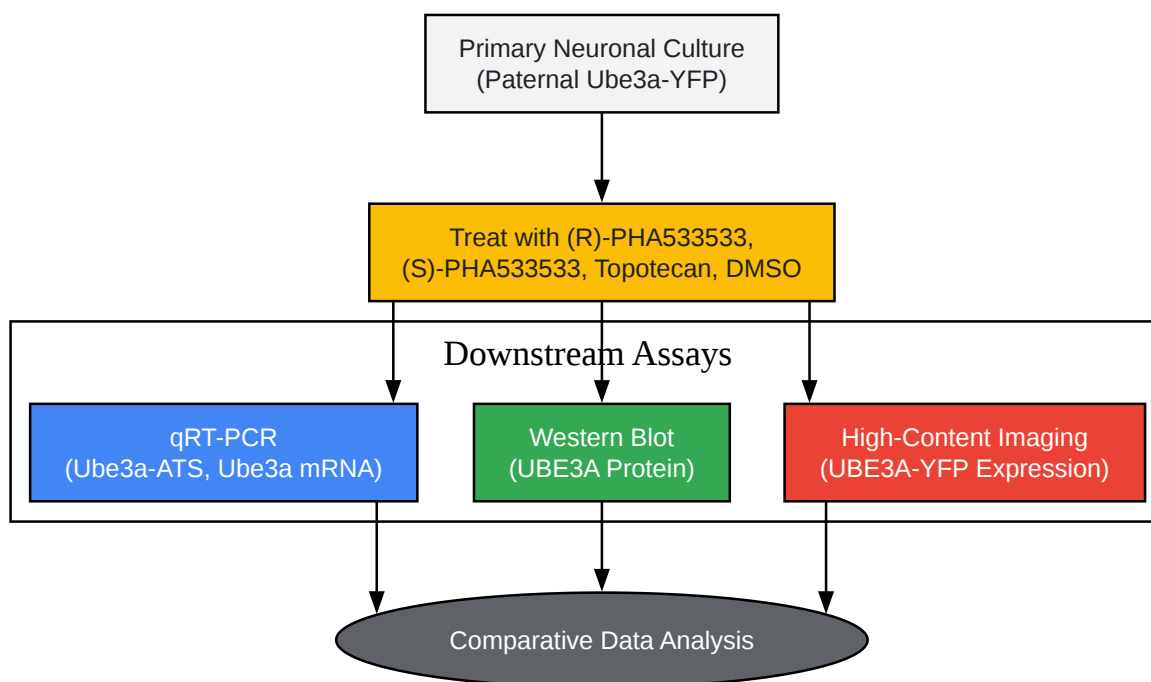 Primary Neuronal Culture
(Paternal Ube3a-YFP)
Treat with (R)-PHA533533,
(S)-PHA533533, Topotecan, DMSO
Downstream Assays
qRT-PCR
(Ube3a-ATS, Ube3a mRNA)
Western Blot
(UBE3A Protein)
High-Content Imaging
(UBE3A-YFP Expression)
Comparative Data Analysis